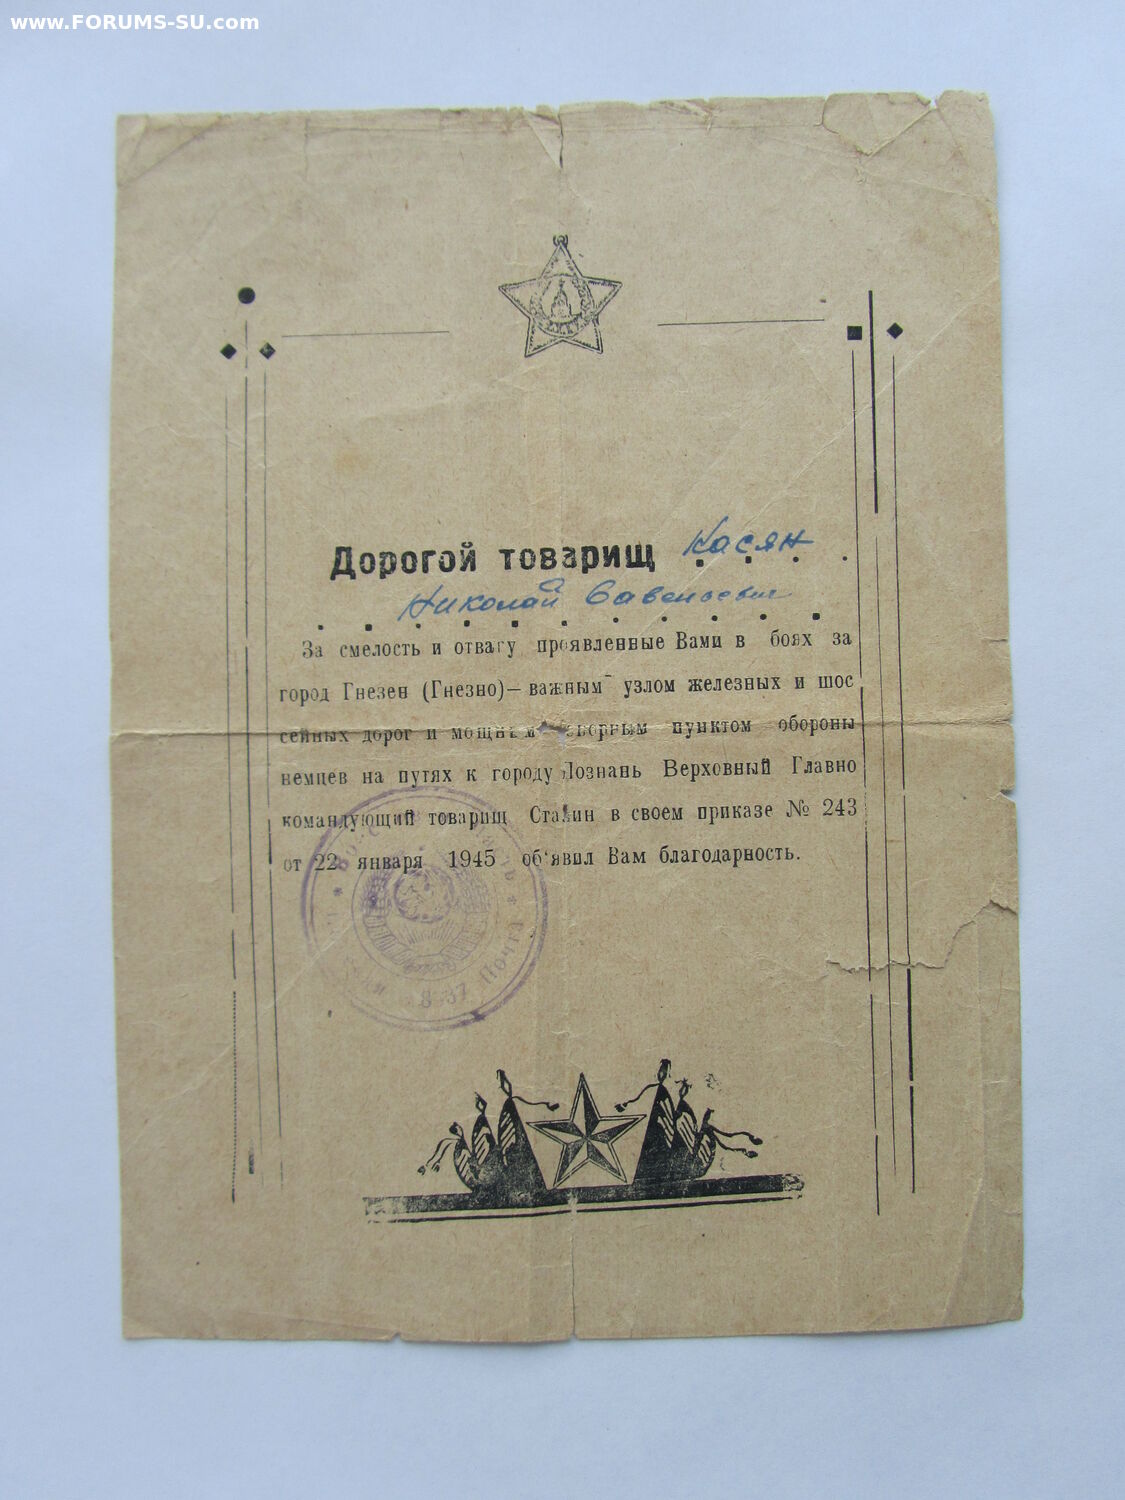 www.FORUMS-SU.com
Дорогой товарищ Касян
Николай Савельевич
За смелость и отвагу проявленные Вами в боях за
город Гнезен (Гнезно)— важным узлом железных и шос
сейных дорог и мощным опорным пунктом обороны
немцев на путях к городу Познань Верховный Главно
командующий товарищ Сталин в своем приказе № 243
от 22 января 1945 об'явил Вам благодарность.
Почта